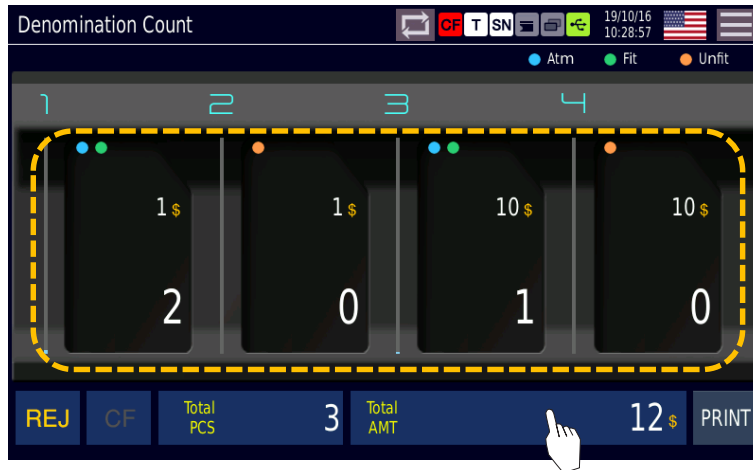 Denomination Count CF T SN 19/10/16
10:28:57
Atm Fit Unfit
1 2 3 4
1 $ 1 $ 10 $ 10 $
2 0 1 0
REJ CF Total PCS 3 Total AMT 12 $ PRINT